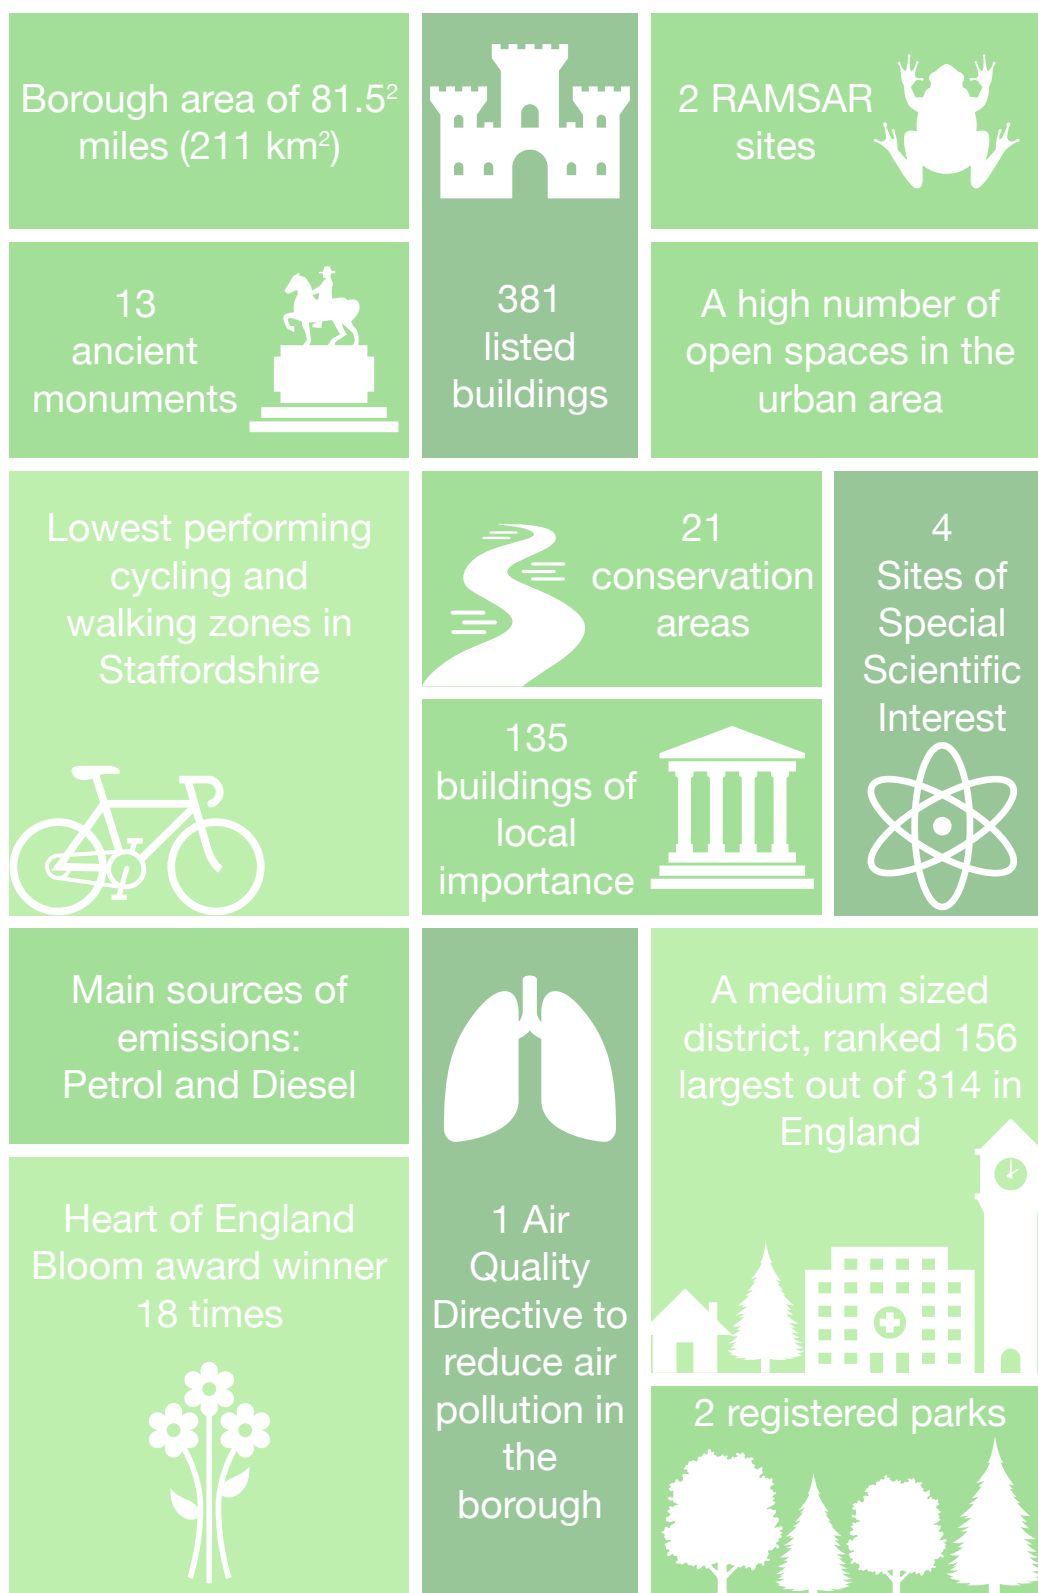 Borough area of 81.5²
miles (211 km²)
2 RAMSAR
sites
13
ancient
monuments
381
listed
buildings
A high number of
open spaces in the
urban area
Lowest performing
cycling and
walking zones in
Staffordshire
21
conservation
areas
4
Sites of
Special
Scientific
Interest
135
buildings of
local
importance
Main sources of
emissions:
Petrol and Diesel
1 Air
Quality
Directive to
reduce air
pollution in
the
borough
A medium sized
district, ranked 156
largest out of 314 in
England
Heart of England
Bloom award winner
18 times
2 registered parks